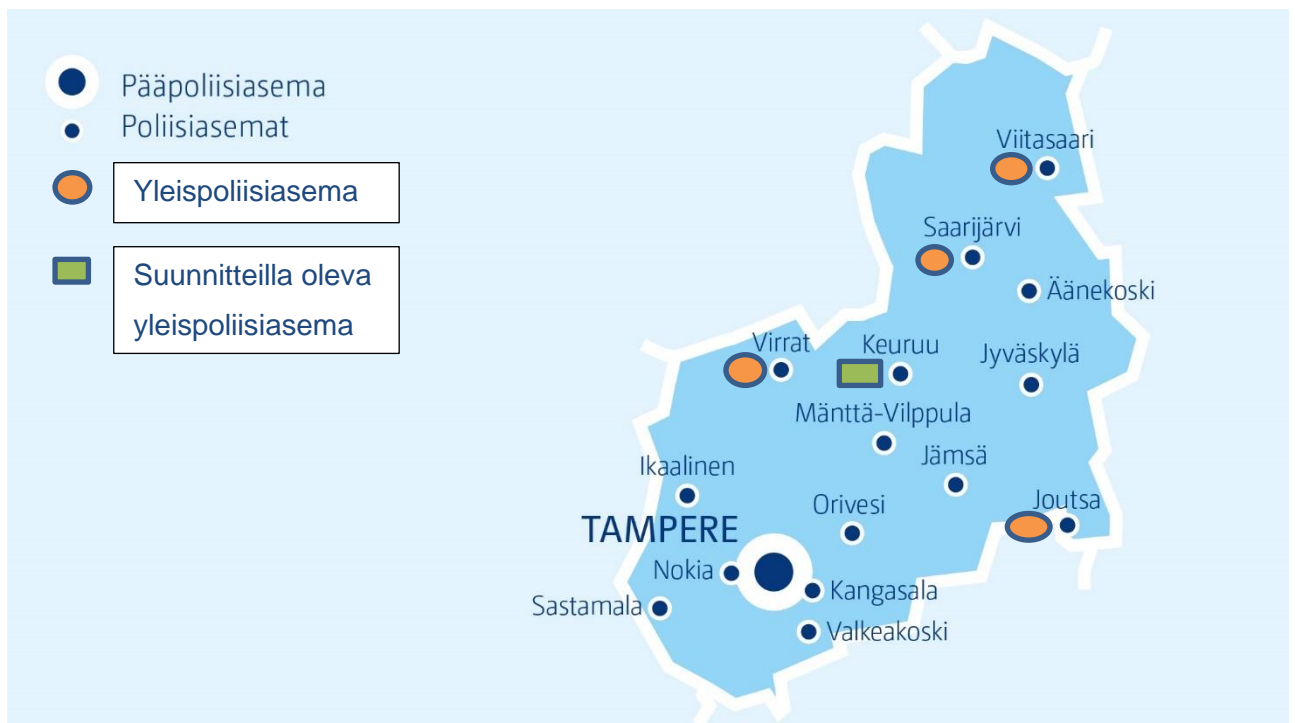 Pääpoliisiasema
Poliisiasemat
Yleispoliisiasema
Suunnitteilla oleva
yleispoliisiasema
Viitasaari
Saarijärvi
Äänekoski
Virrat
Keuruu
Jyväskylä
Mänttä-Vilppula
Jämsä
Ikaalinen
Joutsa
Orivesi
TAMPERE
Nokia
Kangasala
Sastamala
Valkeakoski